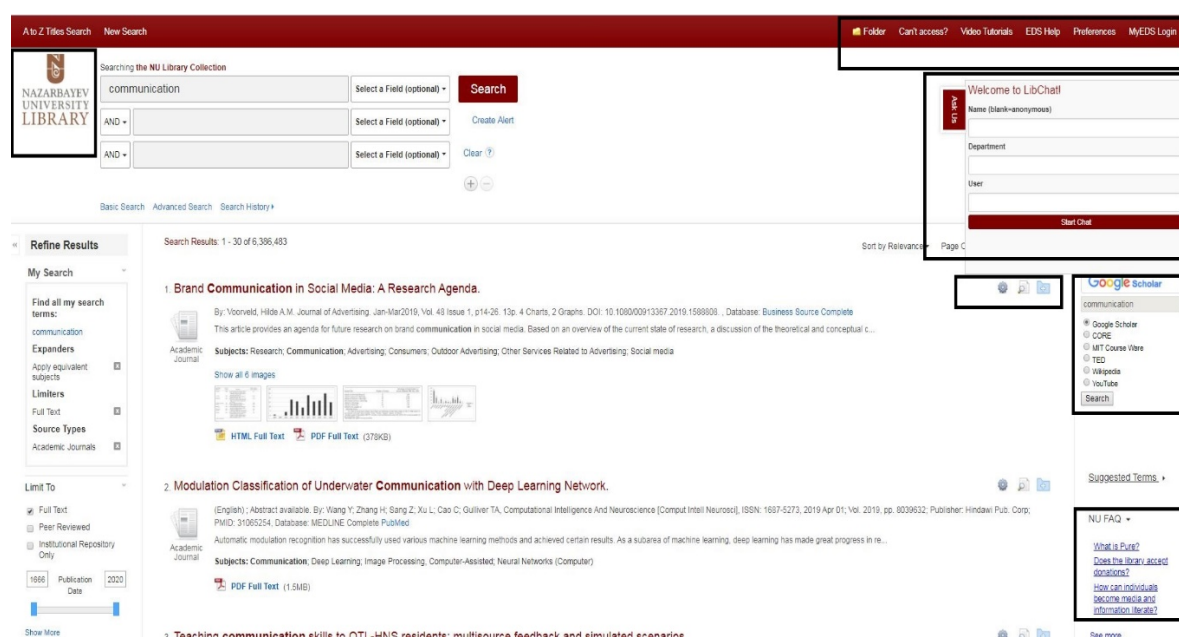 A to Z Titles Search New Search
Folder Can't access? Video Tutorials EDS Help Preferences MyEDS Login
NAZARBAYEV
UNIVERSITY
LIBRARY
Searching the NU Library Collection
communication Select a Field (optional) Search
AND Select a Field (optional) Create Alert
AND Select a Field (optional) Clear ?
Basic Search Advanced Search Search History
Ask Us
Welcome to LibChat!
Name (blank=anonymous)
Department
User
Start Chat
Refine Results
My Search
Find all my search
terms:
communication
Expanders
Apply equivalent
subjects
Limiters
Full Text
Source Types
Academic Journals
Limit To
Full Text
Peer Reviewed
Institutional Repository
Only
1666 Publication 2020
Date
Show More
Search Results: 1 - 30 of 6,386,483
Sort by Relevance Page
1. Brand Communication in Social Media: A Research Agenda.
By: Voorveld, Hilde A.M. Journal of Advertising. Jan-Mar2019, Vol. 48 Issue 1, p14-26. 13p. 4 Charts, 2 Graphs. DOI: 10.1080/00913367.2019.1588808. , Database: Business Source Complete
This article provides an agenda for future research on brand communication in social media. Based on an overview of the current state of research, a discussion of the theoretical and conceptual c...
Academic
Journal
Subjects: Research; Communication; Advertising; Consumers; Outdoor Advertising; Other Services Related to Advertising; Social media
Show all 6 images
HTML Full Text PDF Full Text (378KB)
2. Modulation Classification of Underwater Communication with Deep Learning Network.
(English) ; Abstract available. By: Wang Y; Zhang H; Sang Z; Xu L; Cao C; Gulliver TA, Computational Intelligence And Neuroscience [Comput Intell Neurosci], ISSN: 1687-5273, 2019 Apr 01; Vol. 2019, pp. 8039632; Publisher: Hindawi Pub. Corp;
PMID: 31065254, Database: MEDLINE Complete PubMed
Automatic modulation recognition has successfully used various machine learning methods and achieved certain results. As a subarea of machine learning, deep learning has made great progress in re...
Academic
Journal
Subjects: Communication; Deep Learning; Image Processing, Computer-Assisted; Neural Networks (Computer)
PDF Full Text (1.5MB)
3. Teaching communication skills to OTL-HNS residents: multisource feedback and simulated scenarios.
Google Scholar
communication
Google Scholar
CORE
MIT Course Ware
TED
Wikipedia
YouTube
Search
Suggested Terms
NU FAQ
What is Pure?
Does the library accept
donations?
How can individuals
become media and
information literate?
See more